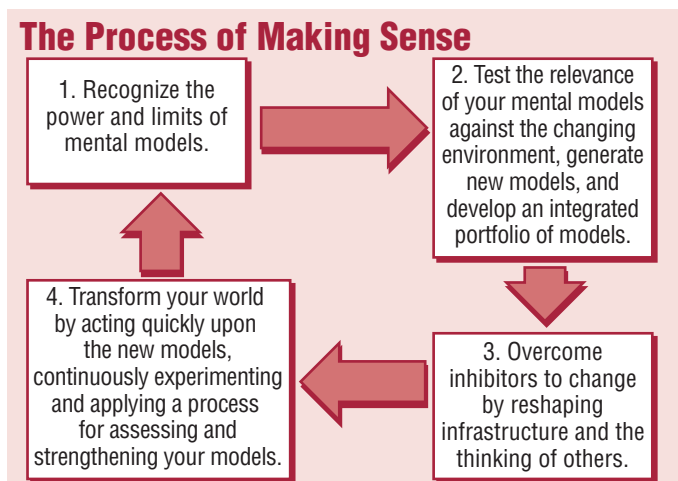 The Process of Making Sense
1. Recognize the
power and limits of
mental models.
2. Test the relevance
of your mental models
against the changing
environment, generate
new models, and
develop an integrated
portfolio of models.
3. Overcome
inhibitors to change
by reshaping
infrastructure and the
thinking of others.
4. Transform your world
by acting quickly upon
the new models,
continuously experimenting
and applying a process
for assessing and
strengthening your models.